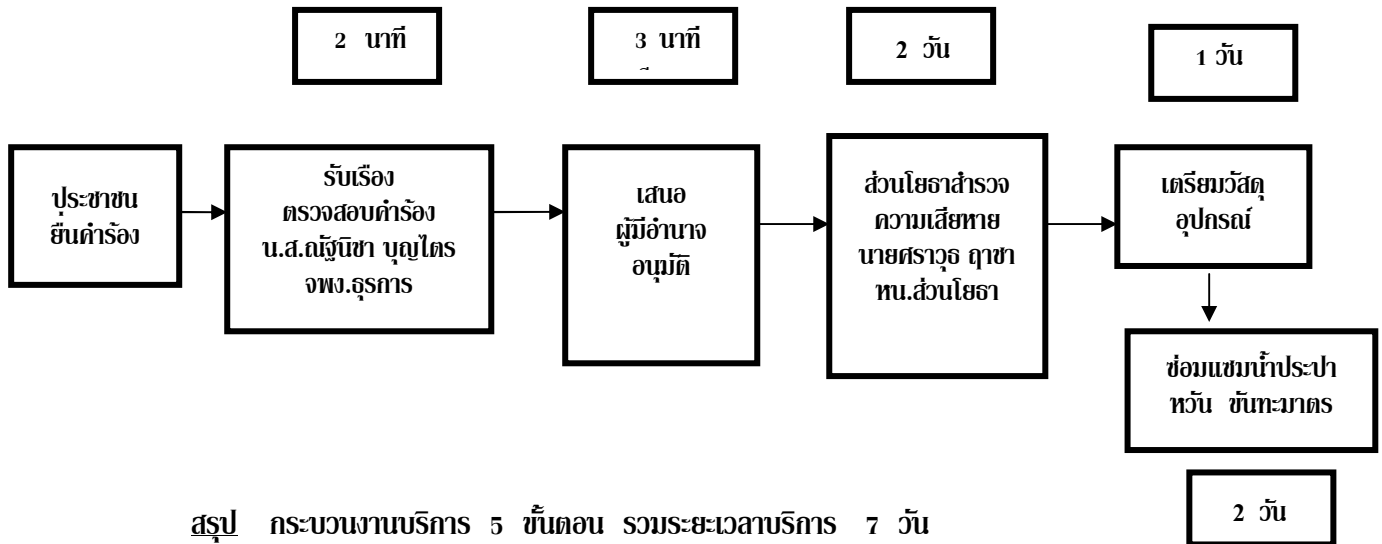 2 นาที
3 นาที
2 วัน
1 วัน
ประชาชน
ยื่นคำร้อง
รับเรื่อง
ตรวจสอบคำร้อง
น.ส.ณัฐนิชา บุญไตร
จพง.ธุรการ
เสนอ
ผู้มีอำนาจ
อนุมัติ
ส่วนโยธาสำรวจ
ความเสียหาย
นายศราวุธ ฤาชา
หน.ส่วนโยธา
เตรียมวัสดุ
อุปกรณ์
ซ่อมแซมน้ำประปา
หวัน ขันทะมาตร
2 วัน
สรุป กระบวนงานบริการ 5 ขั้นตอน รวมระยะเวลาบริการ 7 วัน